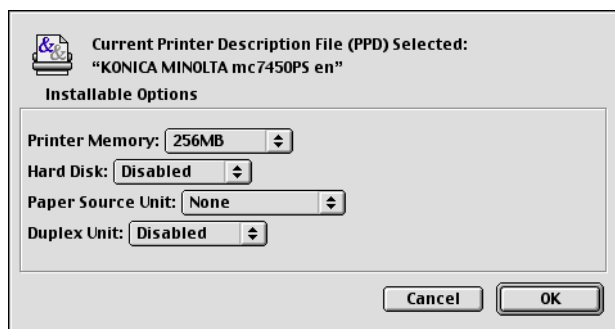 Current Printer Description File (PPD) Selected:
“KONICA MINOLTA mc7450PS en”
Installable Options
Printer Memory: 256MB
Hard Disk: Disabled
Paper Source Unit: None
Duplex Unit: Disabled
Cancel OK